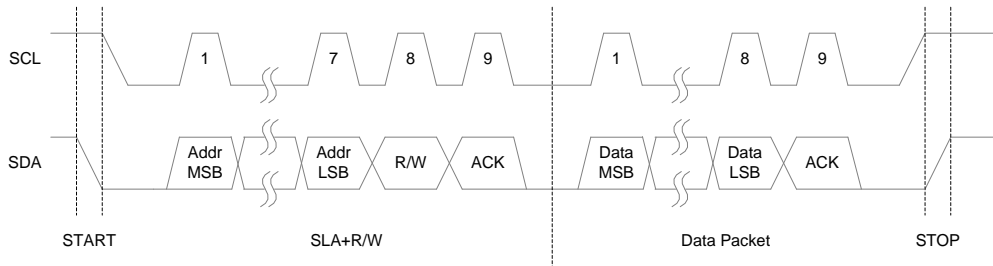 SCL
1
7
8
9
1
8
9
SDA
Addr
MSB
Addr
LSB
R/W
ACK
Data
MSB
Data
LSB
ACK
START
SLA+R/W
Data Packet
STOP